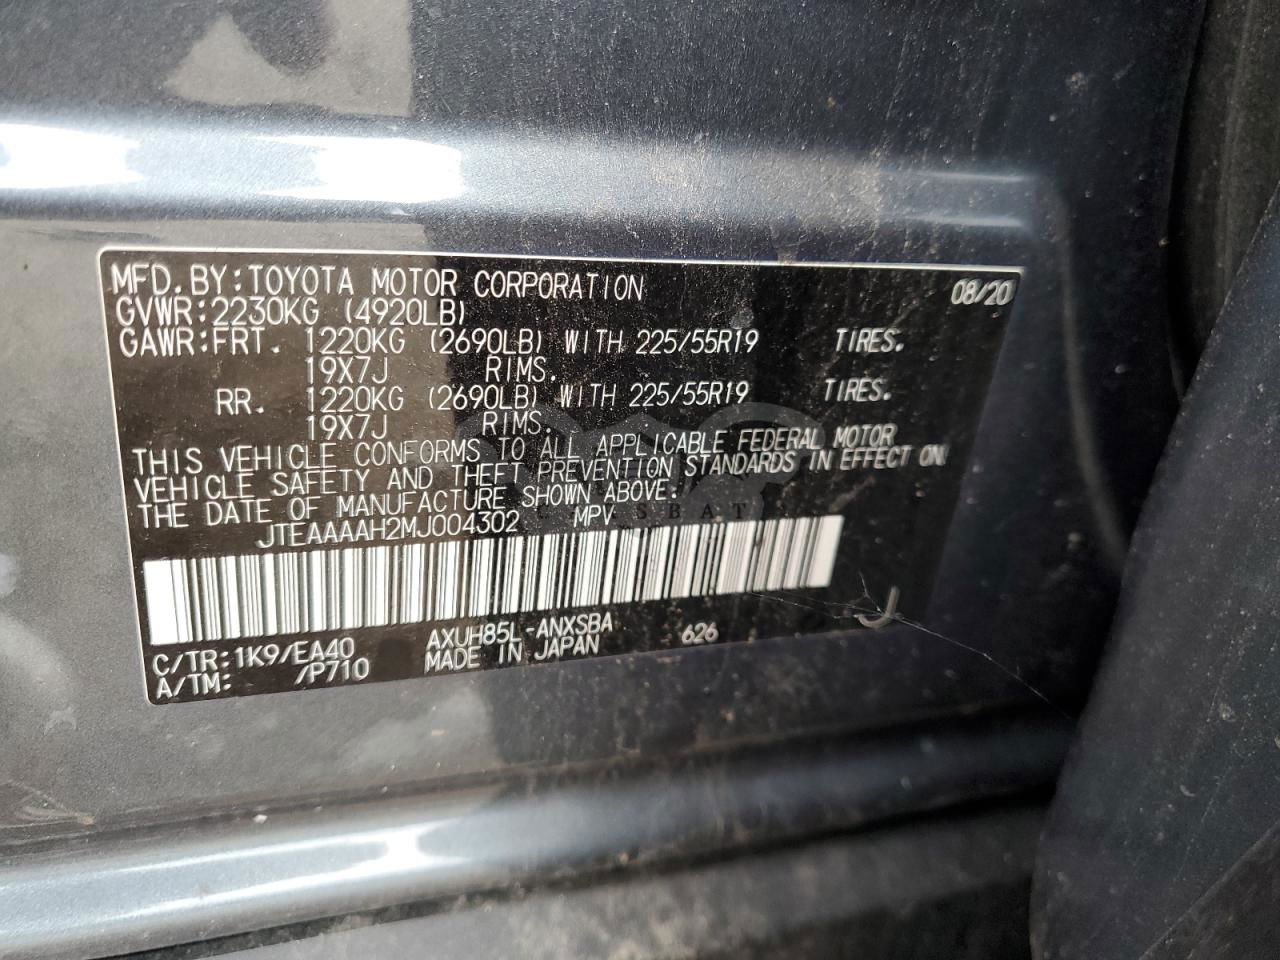 MFD. BY: TOYOTA MOTOR CORPORATION 08/20
GVWR: 2230KG (4920LB)
GAWR: FRT. 1220KG (2690LB) WITH 225/55R19 TIRES.
19X7J RIMS.
RR. 1220KG (2690LB) WITH 225/55R19 TIRES.
19X7J RIMS.
THIS VEHICLE CONFORMS TO ALL APPLICABLE FEDERAL MOTOR
VEHICLE SAFETY AND THEFT PREVENTION STANDARDS IN EFFECT ON
THE DATE OF MANUFACTURE SHOWN ABOVE.
JTEAAAAH2MJ004302 MPV
C/TR: 1K9/EA40 AXUH85L-ANXSBA 626 J
A/TM: /P710 MADE IN JAPAN